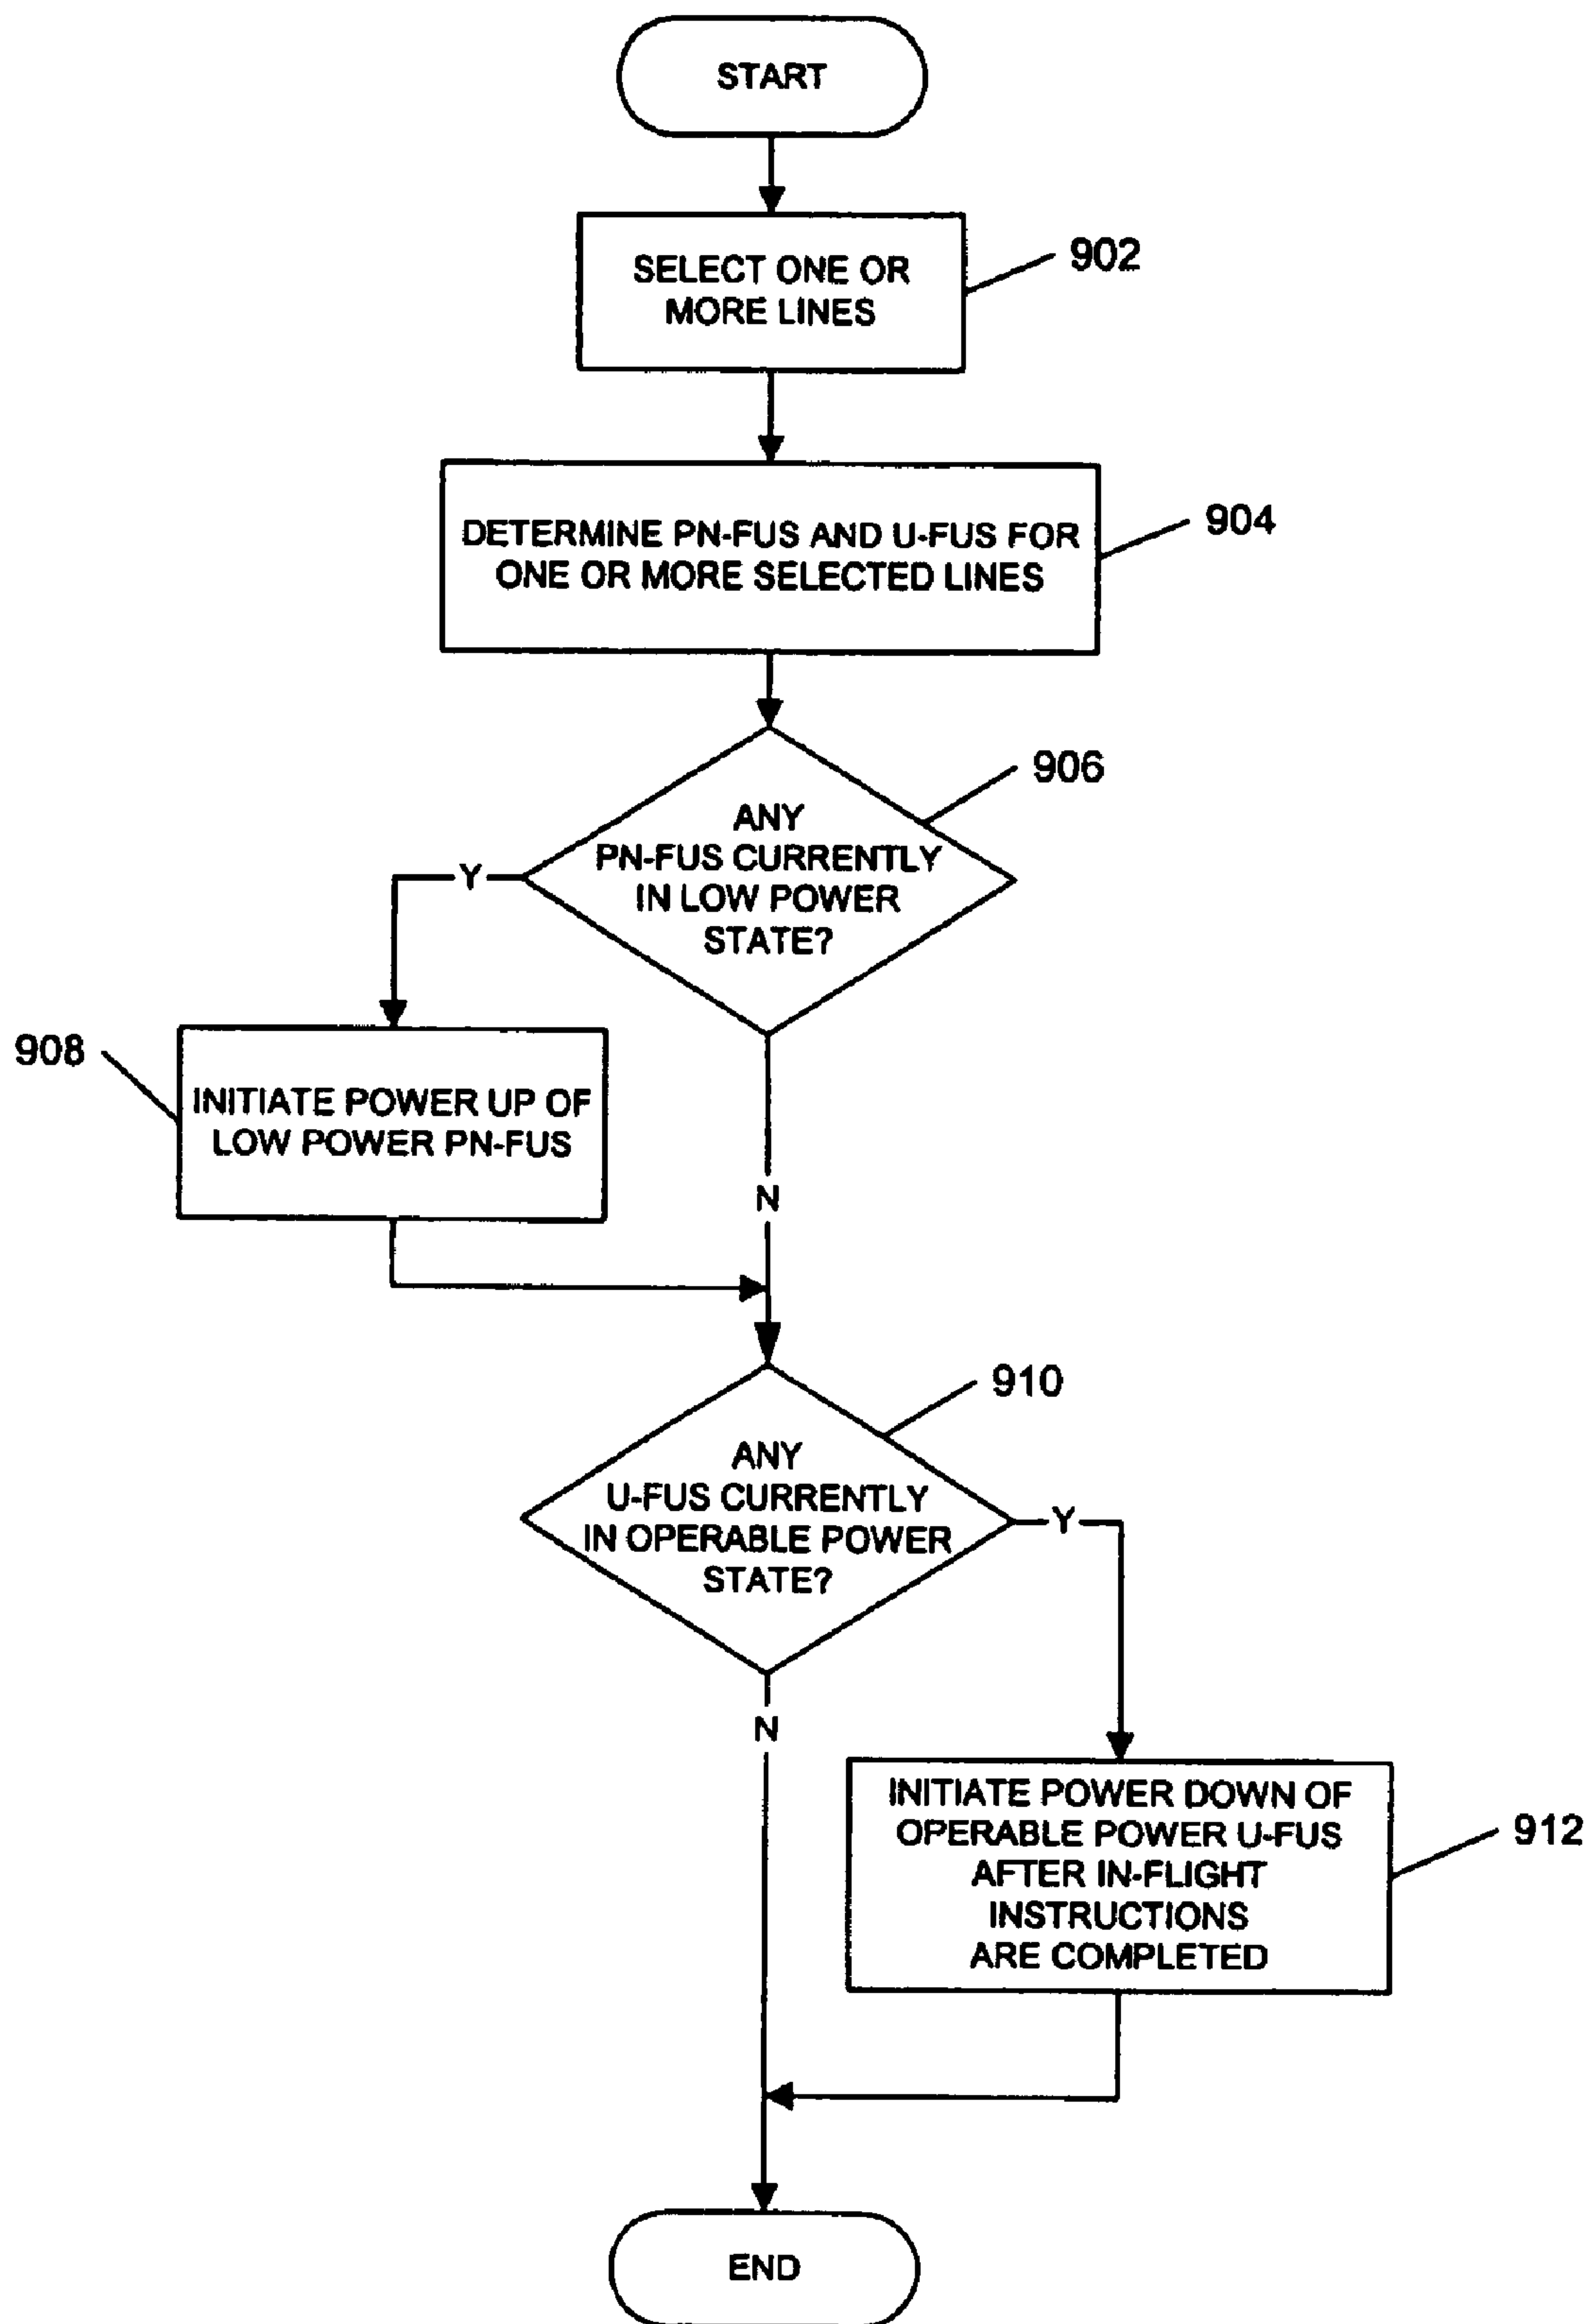 START
SELECT ONE OR
MORE LINES
902
DETERMINE PN-FUS AND U-FUS FOR
ONE OR MORE SELECTED LINES
904
ANY
PN-FUS CURRENTLY
IN LOW POWER
STATE?
906
Y
908
INITIATE POWER UP OF
LOW POWER PN-FUS
N
910
ANY
U-FUS CURRENTLY
IN OPERABLE POWER
STATE?
Y
N
INITIATE POWER DOWN OF
OPERABLE POWER U-FUS
AFTER IN-FLIGHT
INSTRUCTIONS
ARE COMPLETED
912
END